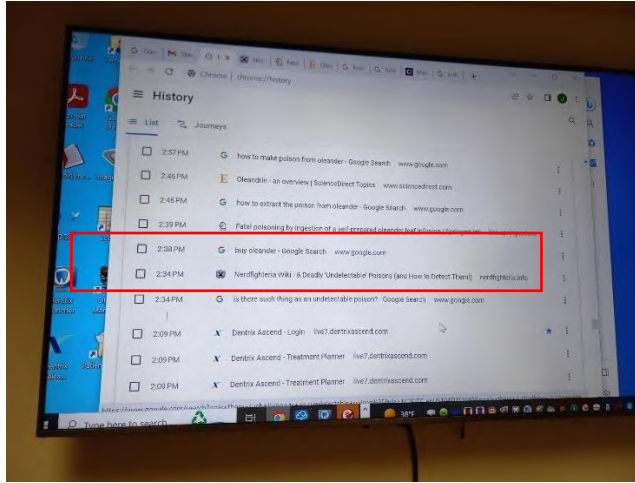 Chrome | chrome://history
History
List
Journeys
2:57 PM how to make poison from oleander - Google Search www.google.com
2:46 PM Oleandrin - an overview | ScienceDirect Topics www.sciencedirect.com
2:46 PM how to extract the poison from oleander - Google Search www.google.com
2:39 PM Fatal poisoning by ingestion of a self-prepared oleander leaf infusion
2:38 PM buy oleander - Google Search www.google.com
2:34 PM Nerdfighteria Wiki - 6 Deadly 'Undetectable' Poisons (and How to Detect Them!) nerdfighteria.info
2:34 PM is there such thing as an undetectable poison? - Google Search www.google.com
2:09 PM Dentrix Ascend - Login live7.dentrixascend.com
2:09 PM Dentrix Ascend - Treatment Planner live7.dentrixascend.com
2:09 PM Dentrix Ascend - Treatment Planner live7.dentrixascend.com
Type here to search
38°F